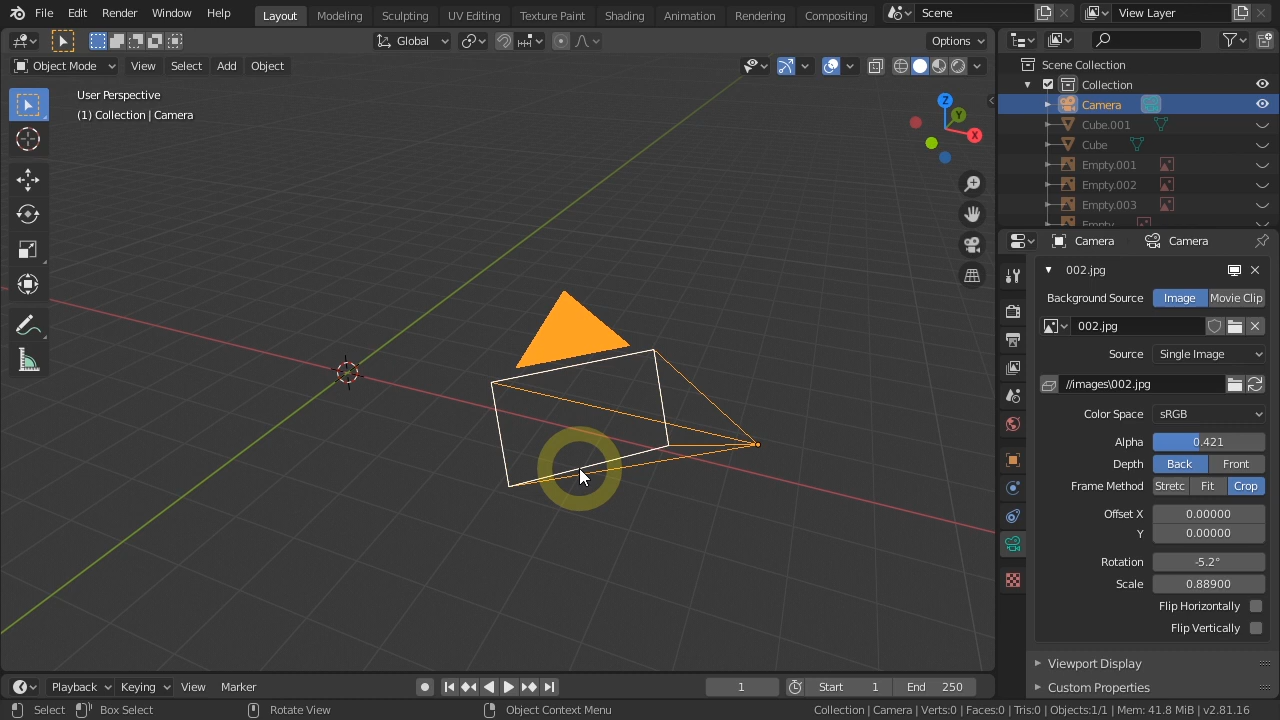 File Edit Render Window Help
Layout Modeling Sculpting UV Editing Texture Paint Shading Animation Rendering Compositing
Scene
View Layer
Global
Options
Object Mode View Select Add Object
User Perspective
(1) Collection | Camera
Z
Y
X
Scene Collection
Collection
Camera
Cube.001
Cube
Empty.001
Empty.002
Empty.003
Empty
Camera Camera
002.jpg
Background Source Image Movie Clip
002.jpg
Source Single Image
//images\002.jpg
Color Space sRGB
Alpha 0.421
Depth Back Front
Frame Method Stretc Fit Crop
Offset X 0.00000
Y 0.00000
Rotation -5.2°
Scale 0.88900
Flip Horizontally
Flip Vertically
Viewport Display
Custom Properties
Playback Keying View Marker
1
Start 1 End 250
Select Box Select Rotate View Object Context Menu
Collection | Camera | Verts:0 | Faces:0 | Tris:0 | Objects:1/1 | Mem: 41.8 MiB | v2.81.16